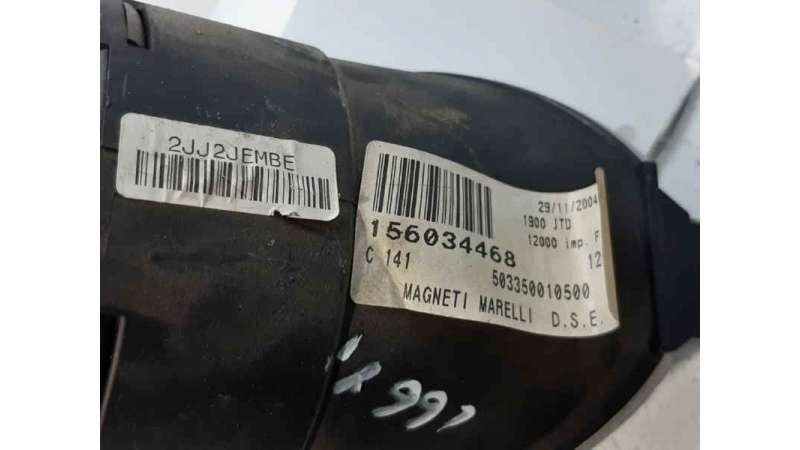 2JJ2JEMBE
29/11/2004
1900 JTD
156034468
12000 imp. F
C 141
12
503350010500
MAGNETI MARELLI D.S.E.